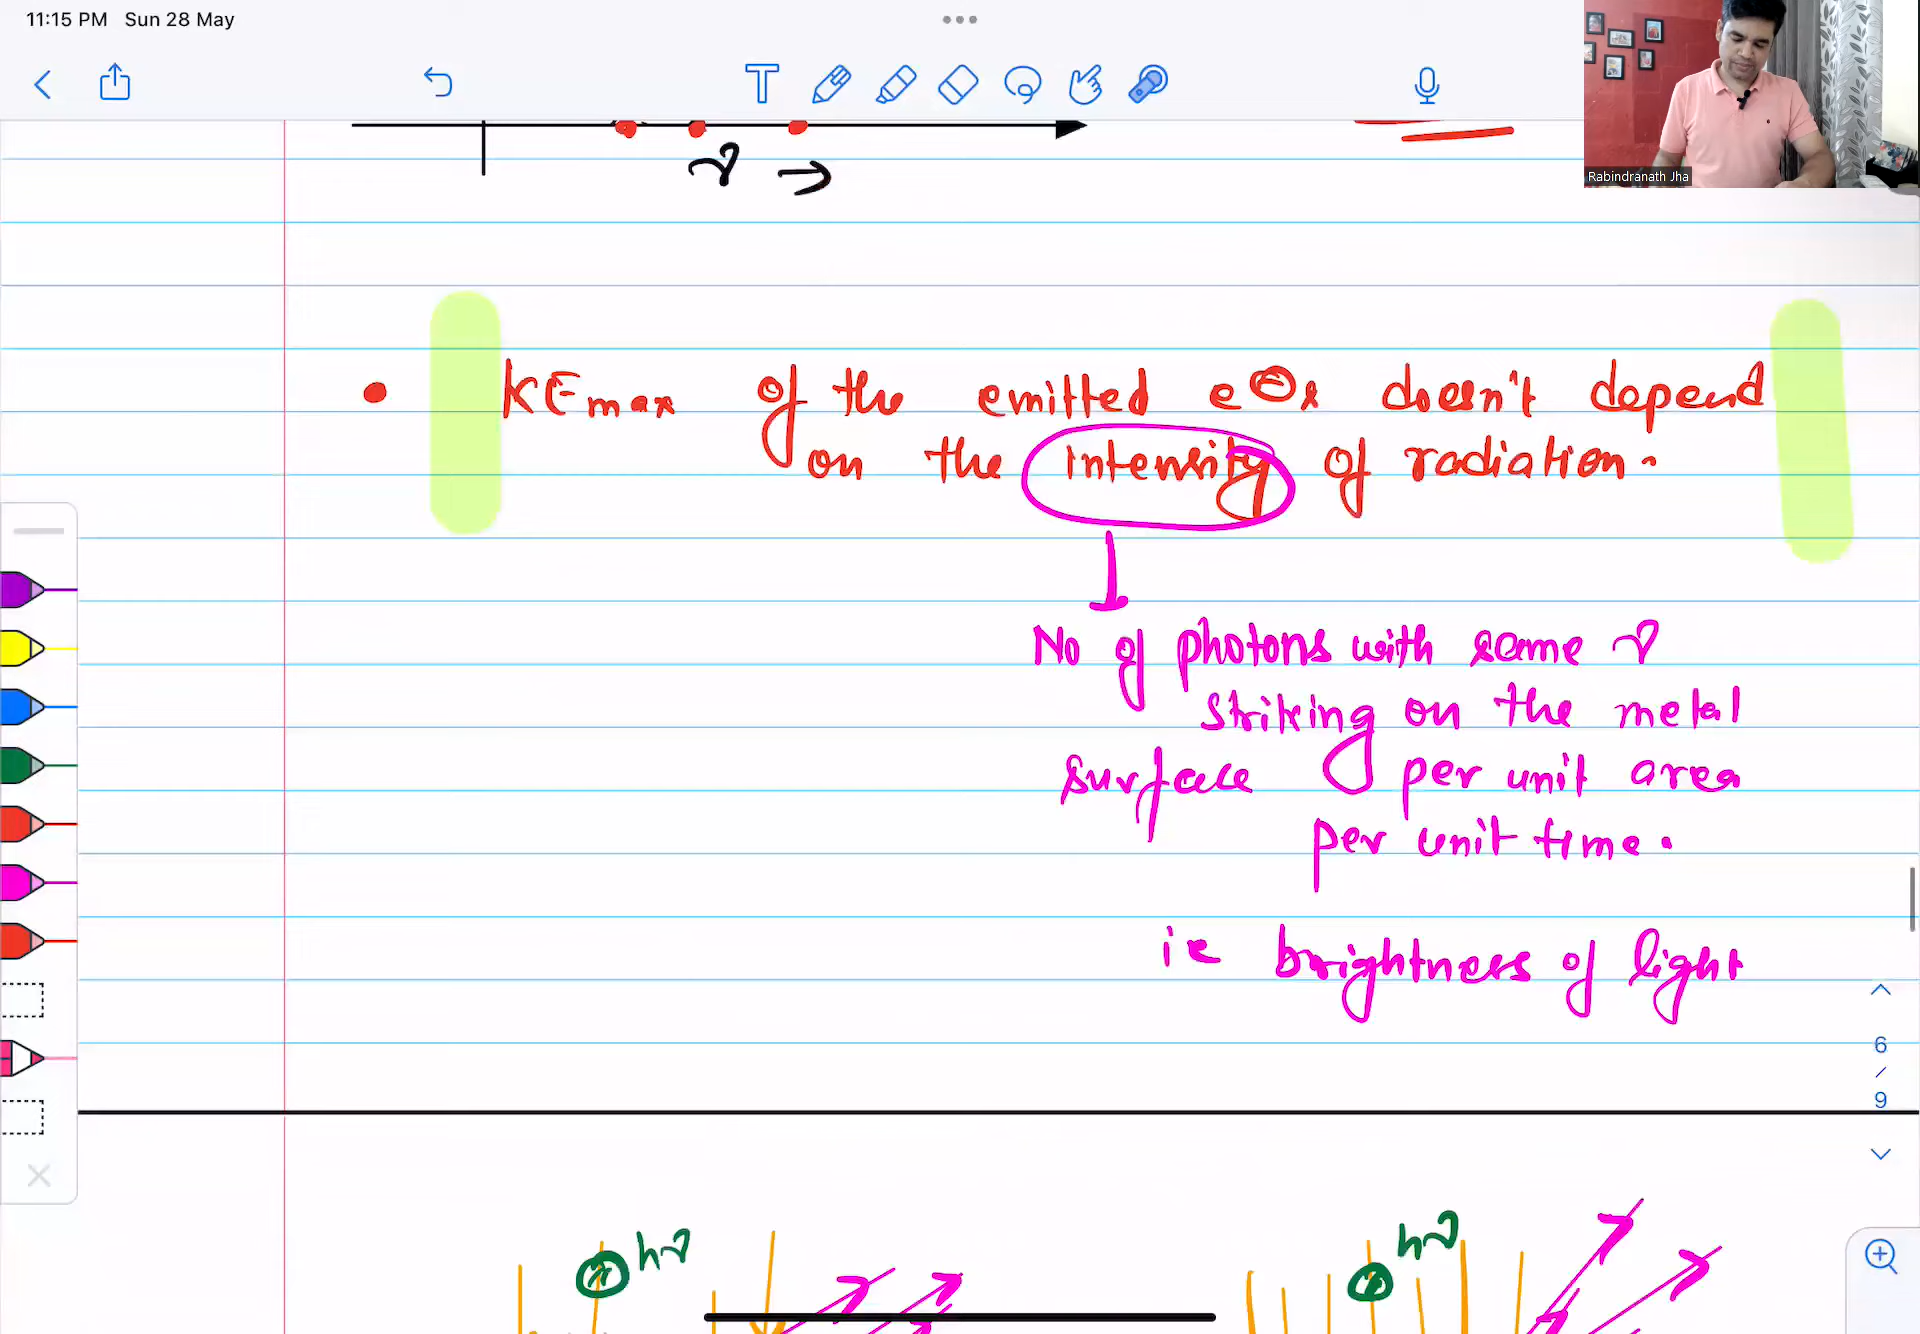 11:15 PM Sun 28 May
Rabindranath Jha
ν →
• KEmax of the emitted e⊖s doesn't depend
on the intensity of radiation.
No of photons with same ν
striking on the metal
surface per unit area
per unit time.
ie brightness of light
6
/
9
hν hν